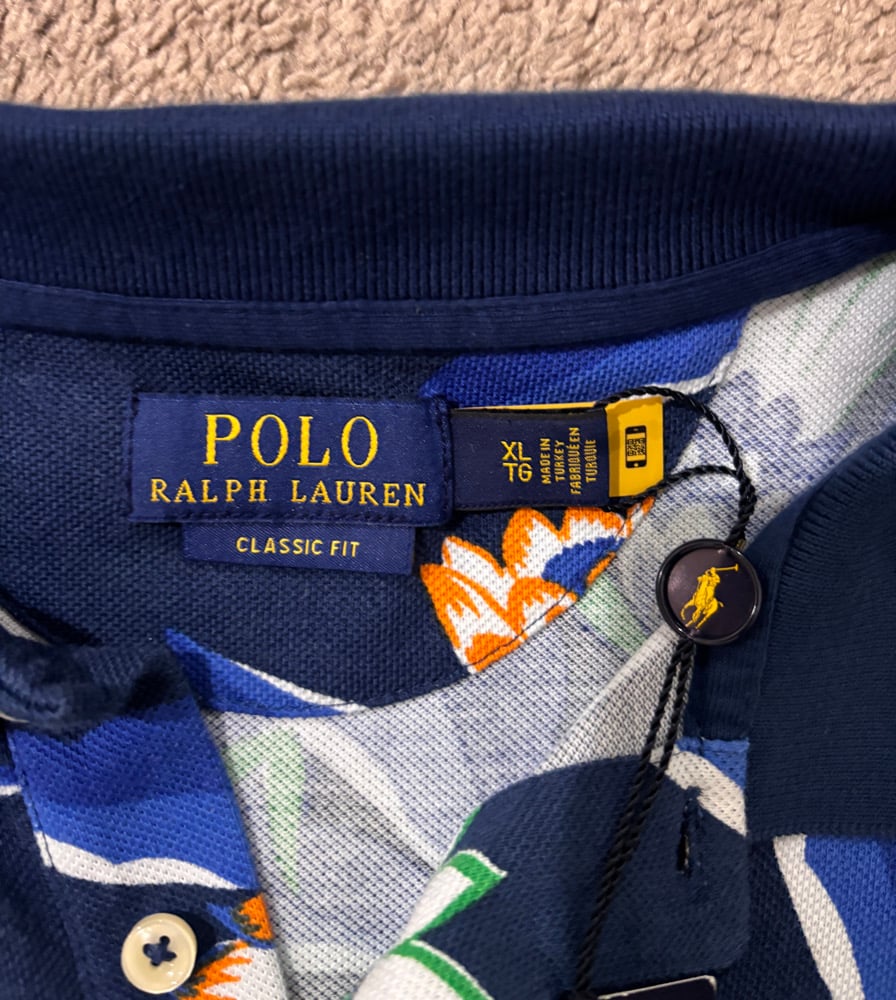 POLO
RALPH LAUREN
CLASSIC FIT
XL
TG
MADE IN
TURKEY
FABRIQUÉ EN
TURQUIE